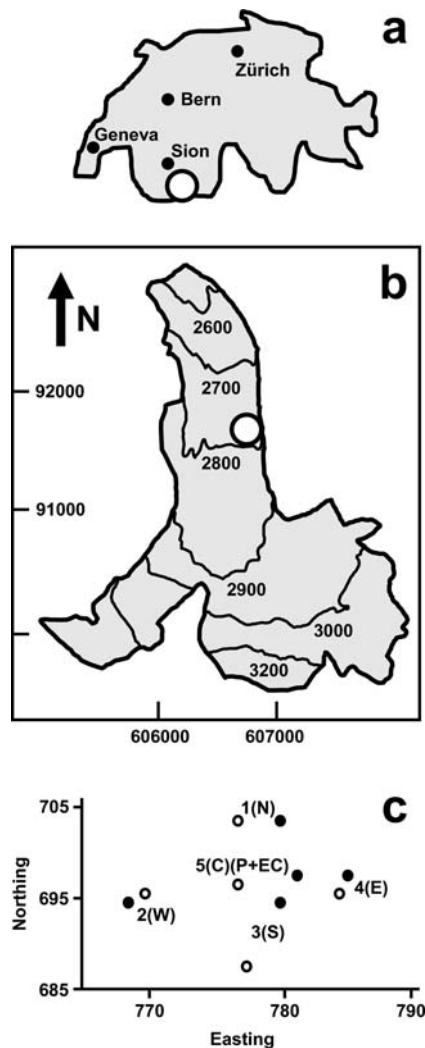 a
Zürich
Bern
Geneva
Sion
b
N
2600
92000
2700
2800
91000
2900
3000
3200
606000 607000
c
705
1(N)
5(C)(P+EC)
4(E)
Northing
695
2(W)
3(S)
685
770 780 790
Easting